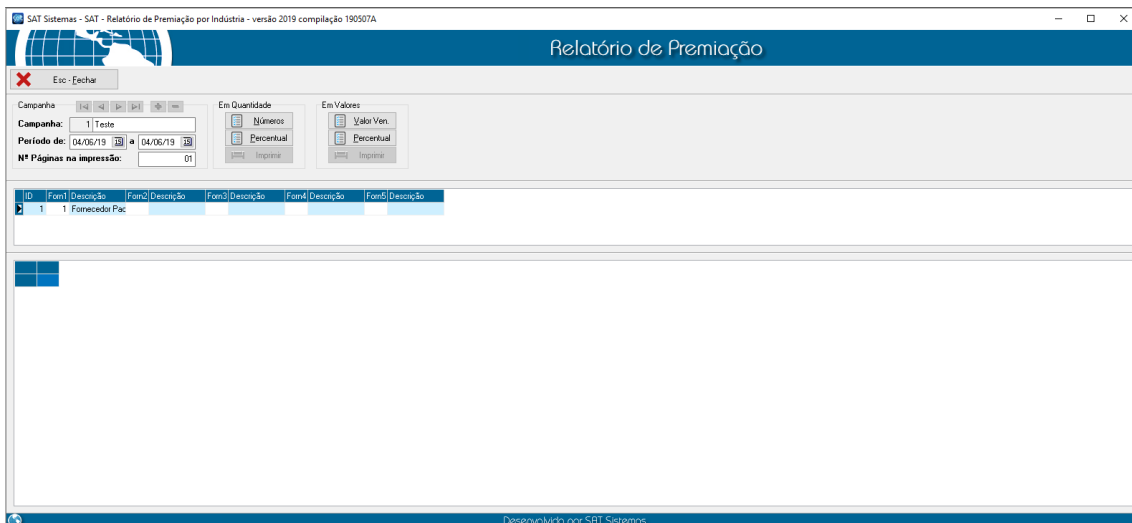 SAT Sistemas - SAT - Relatório de Premiação por Indústria - versão 2019 compilação 190507A
Relatório de Premiação
Esc - Fechar
Campanha Em Quantidade Em Valores
Campanha: 1 Teste Números Valor Ven.
Período de: 04/06/19 15 a 04/06/19 15 Percentual Percentual
Nº Páginas na impressão: 01 Imprimir Imprimir
ID Forn1 Descrição Forn2 Descrição Forn3 Descrição Forn4 Descrição Forn5 Descrição
1 1 Fornecedor Pac
Desenvolvido por SAT Sistemas